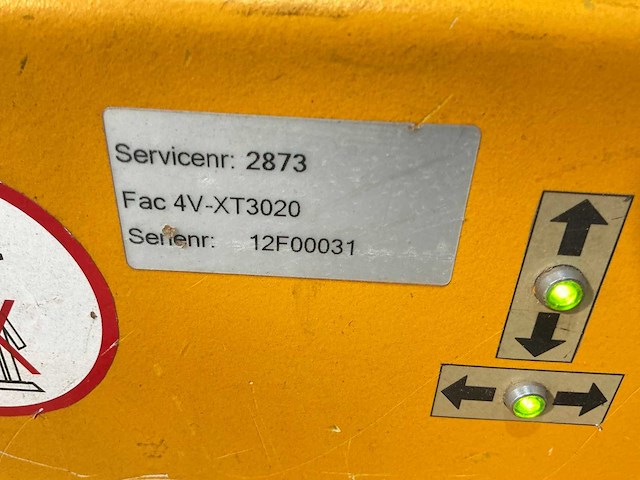 Servicenr: 2873
Fac 4V-XT3020
Serienr: 12F00031